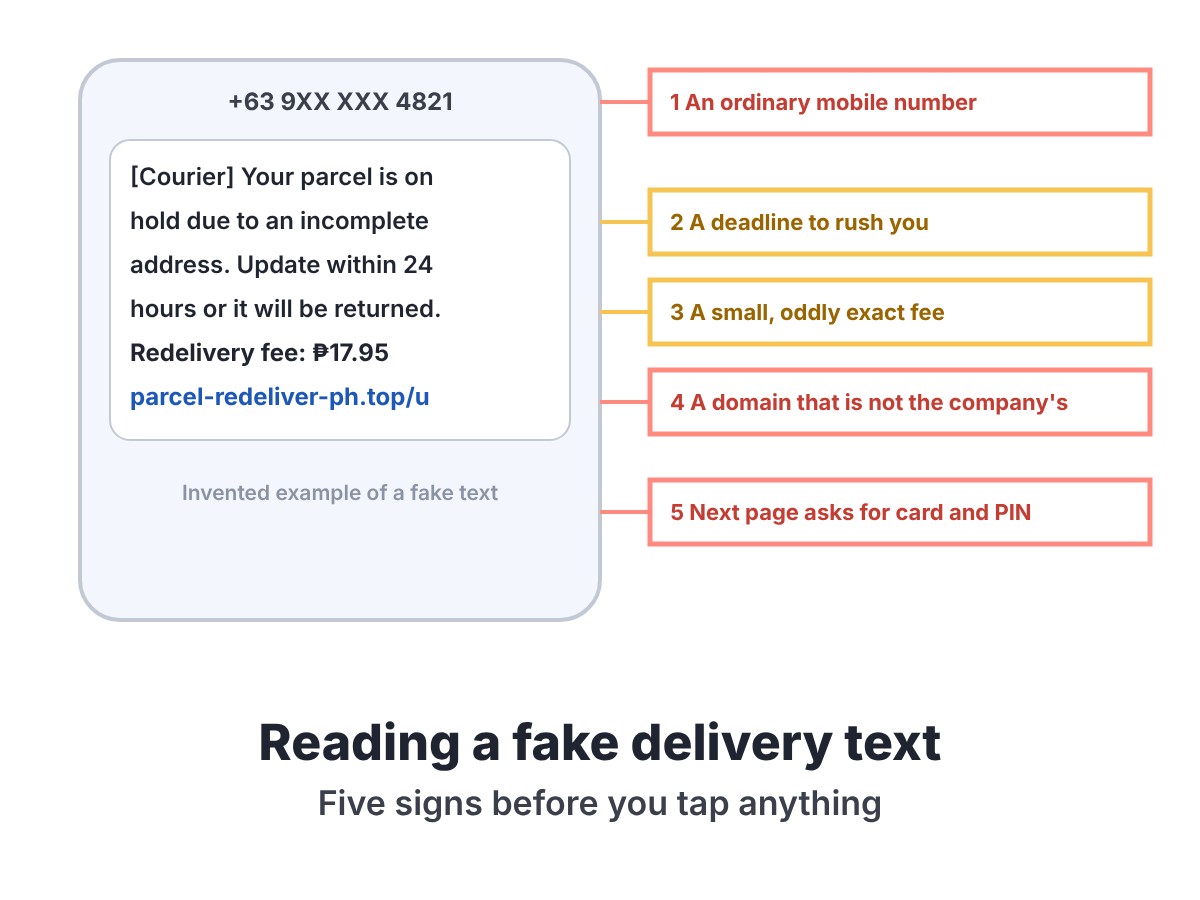 +63 9XX XXX 4821
[Courier] Your parcel is on
hold due to an incomplete
address. Update within 24
hours or it will be returned.
Redelivery fee: ₱17.95
parcel-redeliver-ph.top/u
Invented example of a fake text
1 An ordinary mobile number
2 A deadline to rush you
3 A small, oddly exact fee
4 A domain that is not the company's
5 Next page asks for card and PIN
Reading a fake delivery text
Five signs before you tap anything